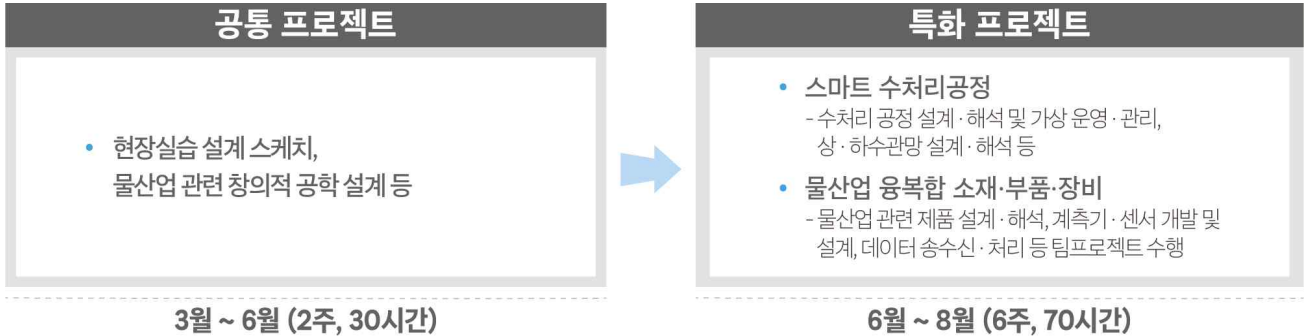 공통 프로젝트
• 현장실습 설계 스케치,
물산업 관련 창의적 공학 설계 등
3월 ~ 6월 (2주, 30시간)
특화 프로젝트
• 스마트 수처리공정
- 수처리 공정 설계 · 해석 및 가상 운영 · 관리,
상 · 하수관망 설계 · 해석 등
• 물산업 융복합 소재·부품·장비
- 물산업 관련 제품 설계 · 해석, 계측기 · 센서 개발 및
설계, 데이터 송수신 · 처리 등 팀프로젝트 수행
6월 ~ 8월 (6주, 70시간)